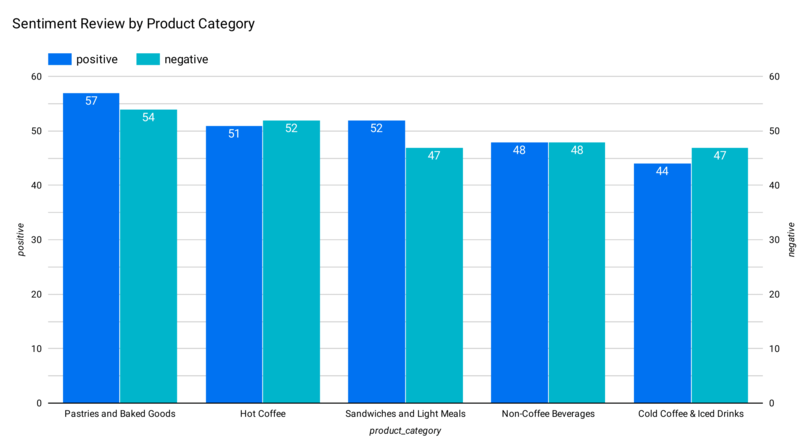 Sentiment Review by Product Category
positive negative
60 60
57
54
51
52
52
47
48
48
44
47
50 50
40 40
30 30
20 20
10 10
0 0
positive
negative
Pastries and Baked Goods Hot Coffee Sandwiches and Light Meals Non-Coffee Beverages Cold Coffee & Iced Drinks
product_category